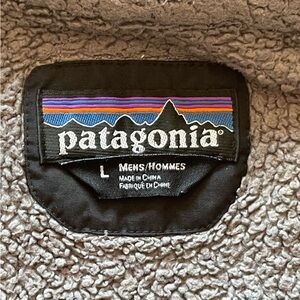 patagonia®
L MENS/HOMMES
MADE IN CHINA
FABRIQUÉ EN CHINE